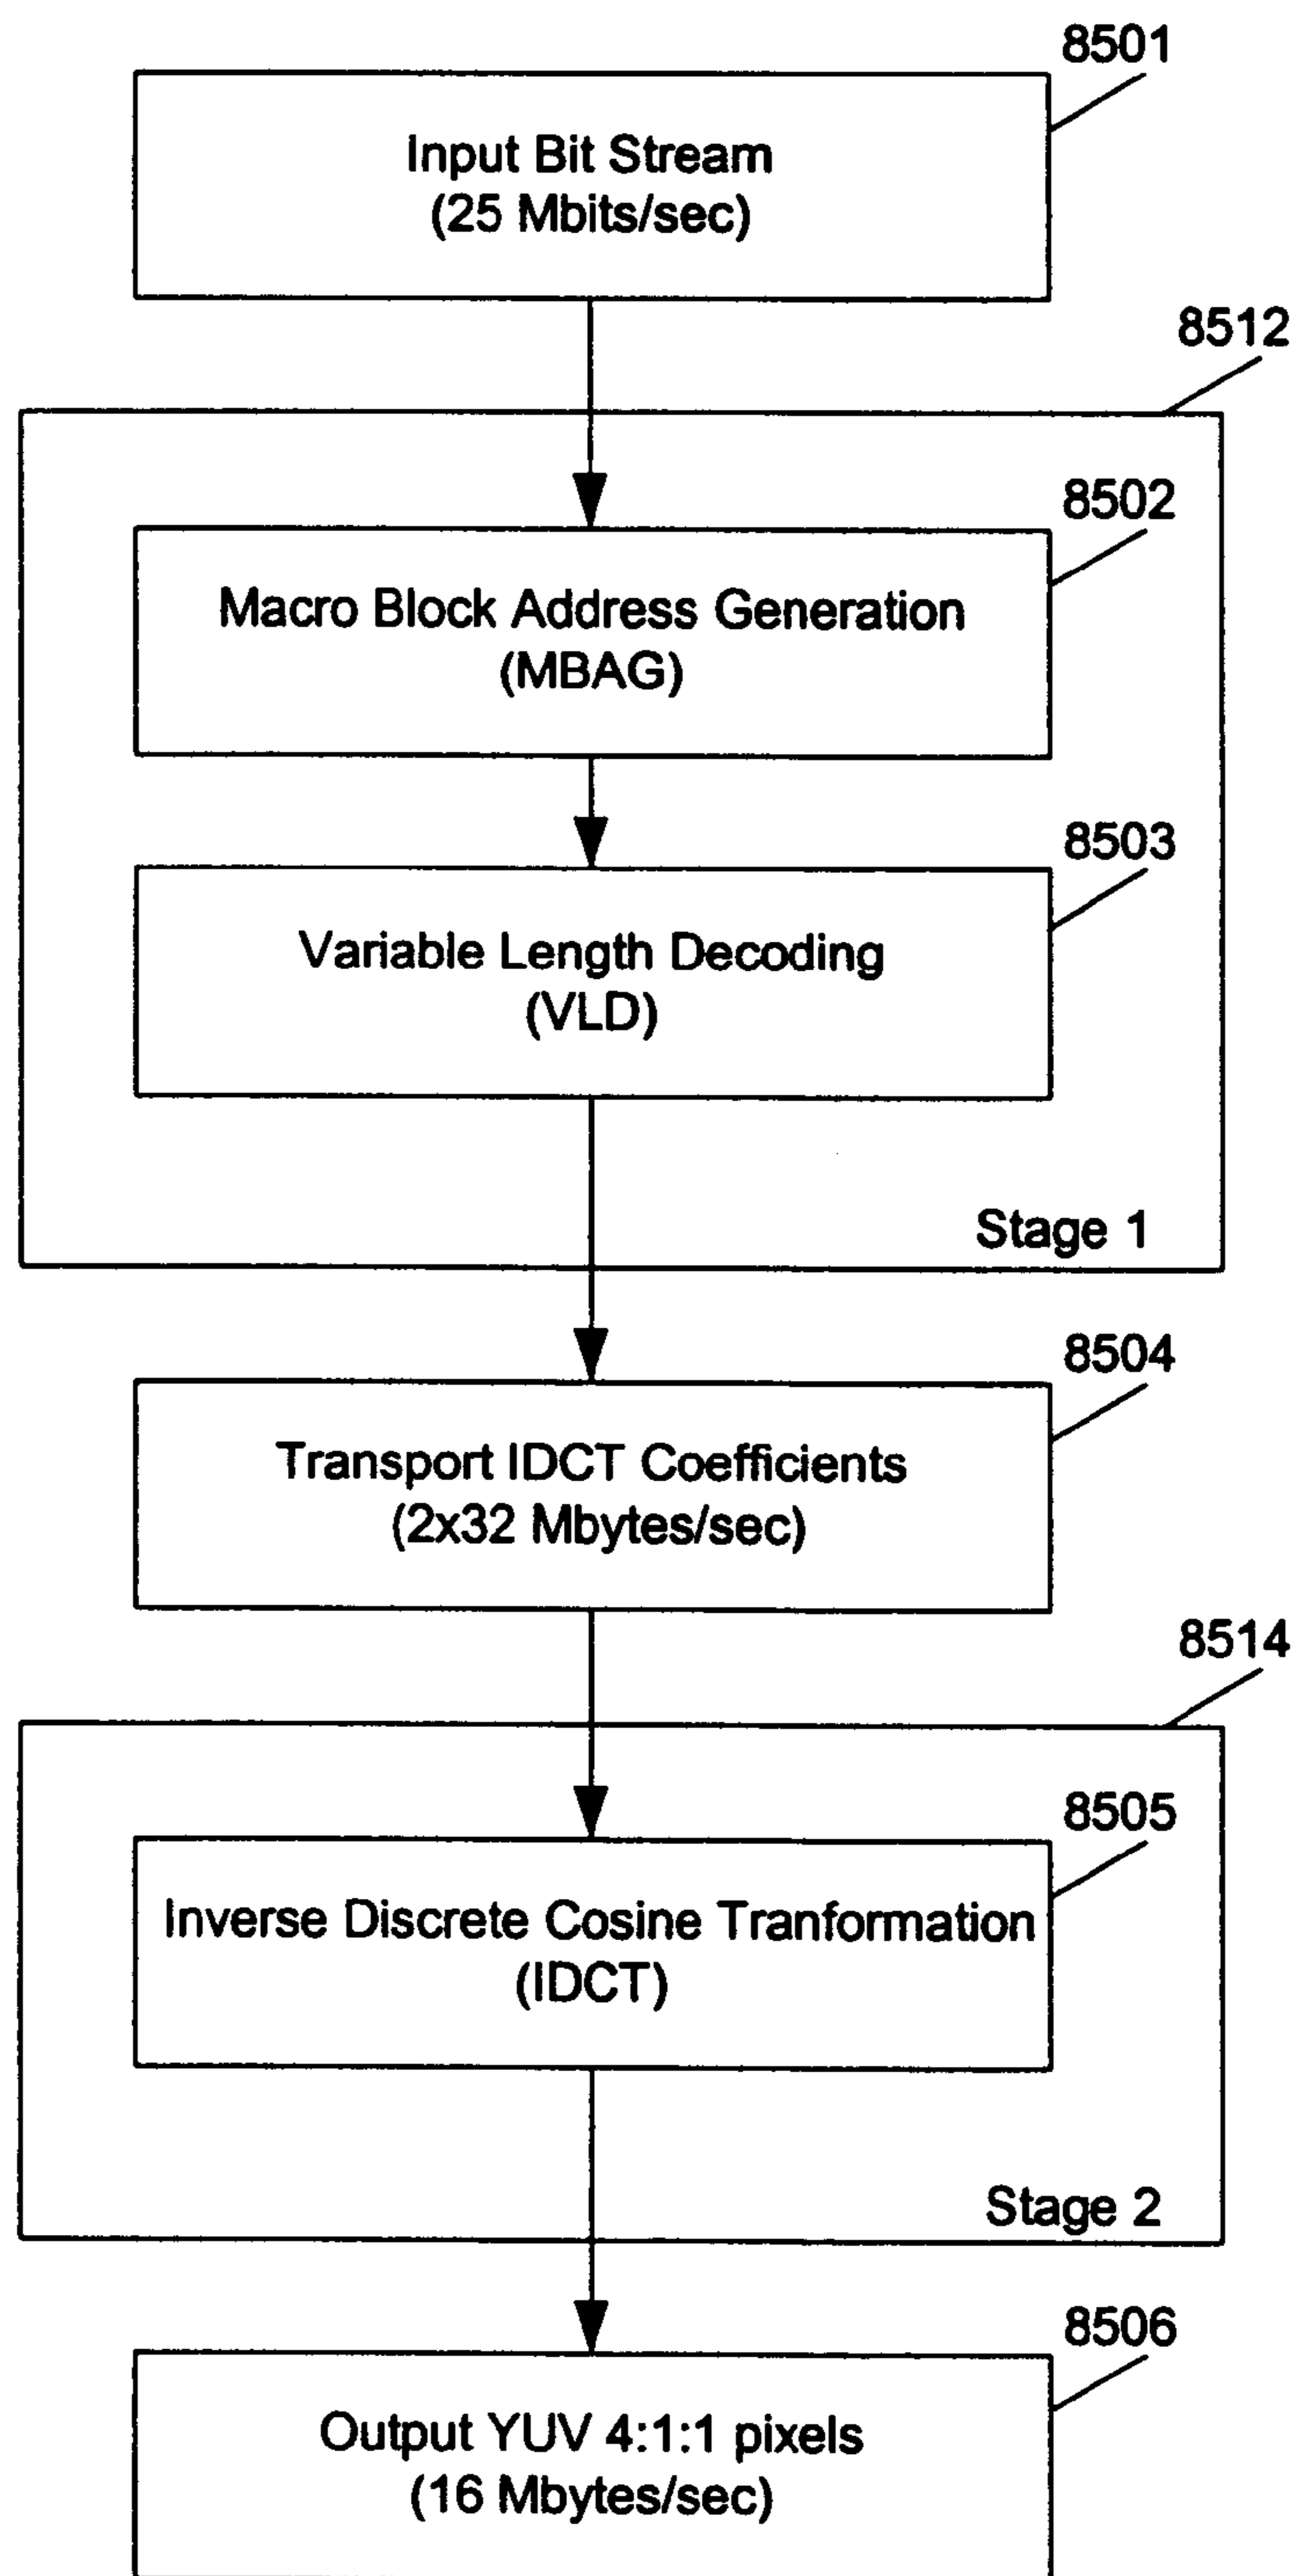 8501
Input Bit Stream
(25 Mbits/sec)
8512
8502
Macro Block Address Generation
(MBAG)
8503
Variable Length Decoding
(VLD)
Stage 1
8504
Transport IDCT Coefficients
(2x32 Mbytes/sec)
8514
8505
Inverse Discrete Cosine Tranformation
(IDCT)
Stage 2
8506
Output YUV 4:1:1 pixels
(16 Mbytes/sec)